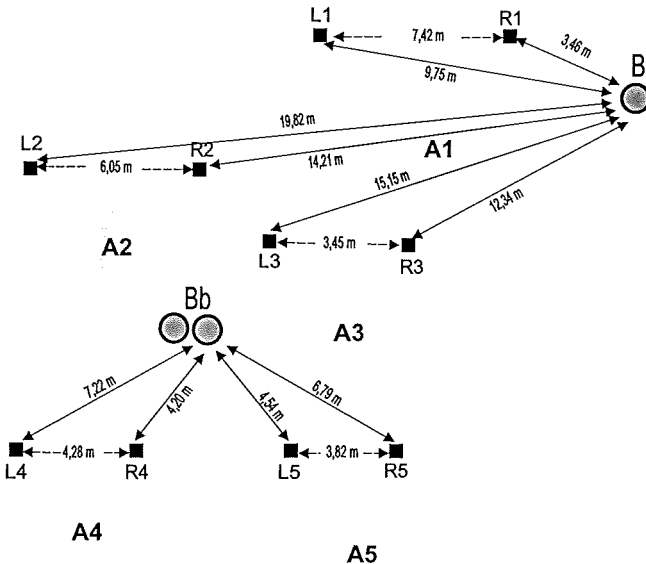 L1
R1
7,42 m
3,46 m
9,75 m
B
19,82 m
L2
R2
A1
6,05 m
14,21 m
15,15 m
12,34 m
A2
L3
3,45 m
R3
Bb
A3
7,22 m
4,20 m
4,54 m
6,79 m
L4
4,28 m
R4
L5
3,82 m
R5
A4
A5